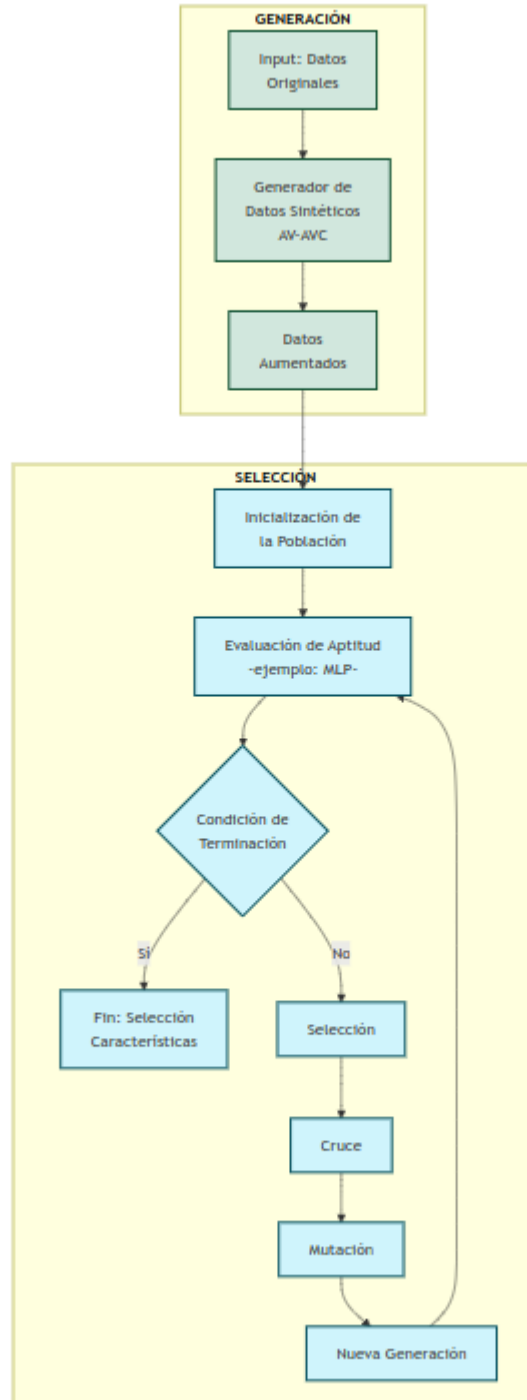 GENERACIÓN
Input: Datos
Originales
Generador de
Datos Sintéticos
AV-AVC
Datos
Aumentados
SELECCIÓN
Inicialización de
la Población
Evaluación de Aptitud
-ejemplo: MLP-
Condición de
Terminación
Sí
No
Fin: Selección
Características
Selección
Cruce
Mutación
Nueva Generación